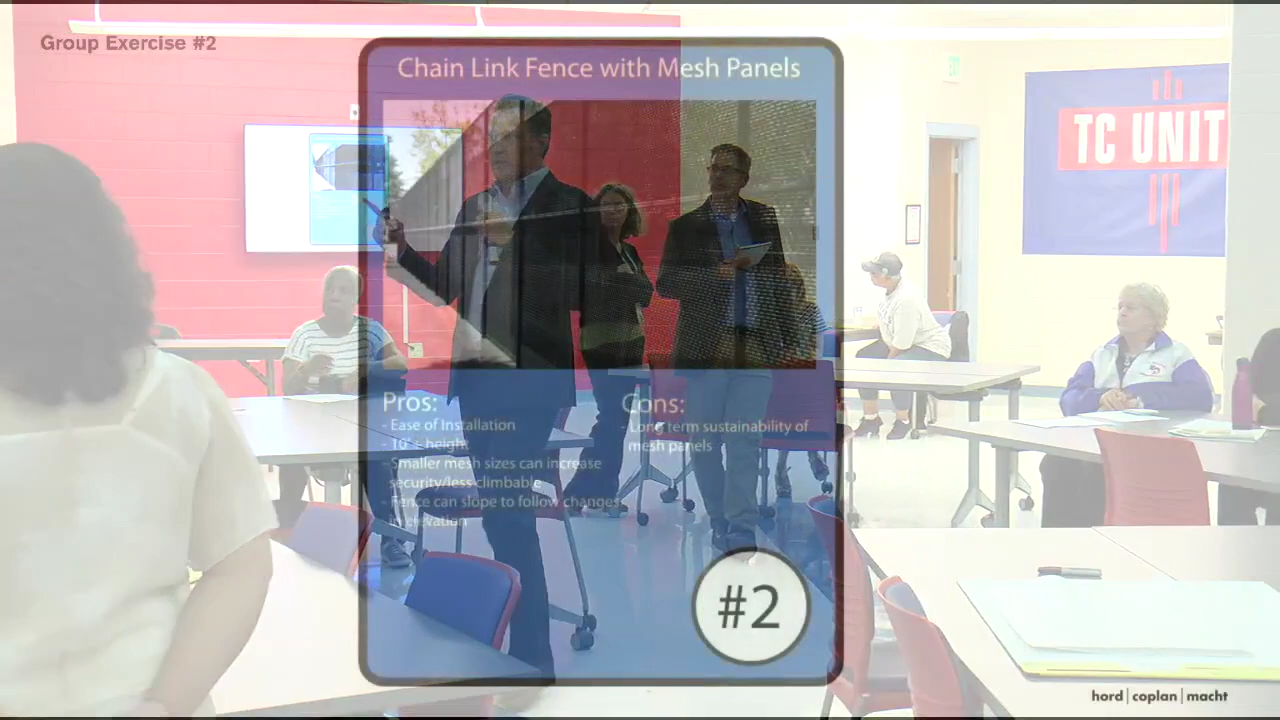 Group Exercise #2
Chain Link Fence with Mesh Panels
TC UNIT
Pros:
- Ease of Installation
- 10' ± height
- Smaller mesh sizes can increase
security/less climbable
- Fence can slope to follow changes
in elevation
Cons:
- Long term sustainability of
mesh panels
#2
hord | coplan | macht